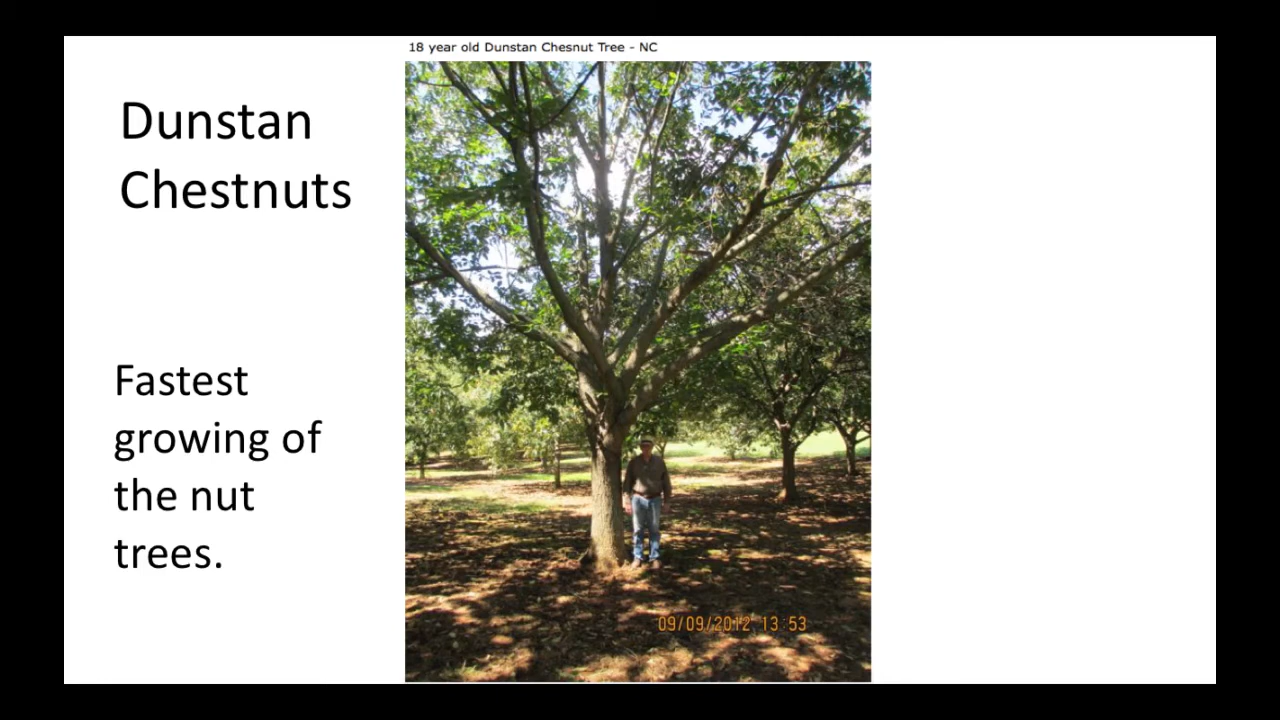 18 year old Dunstan Chesnut Tree - NC
Dunstan
Chestnuts
Fastest
growing of
the nut
trees.
09/09/2012 13:53